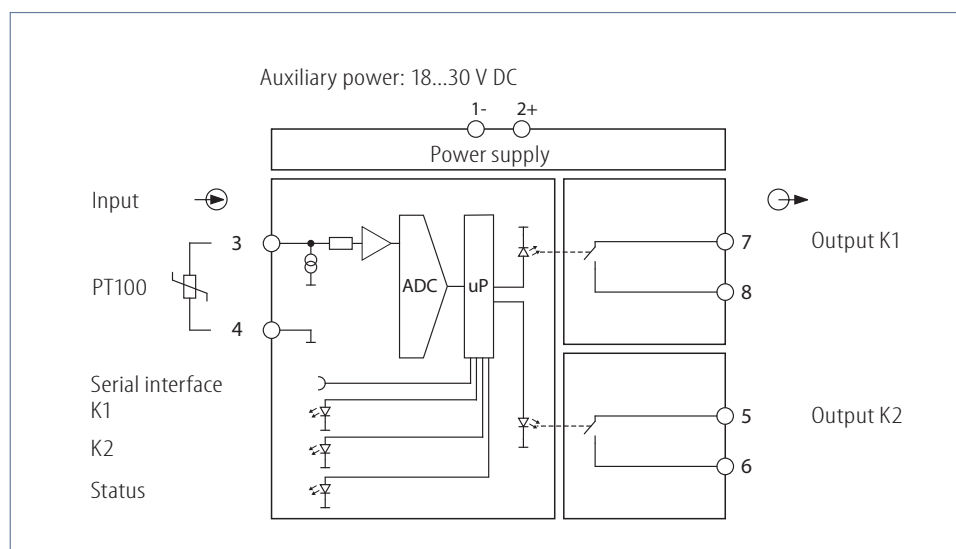 Auxiliary power: 18...30 V DC
1-
2+
Power supply
Input
3
PT100
4
ADC
uP
7
Output K1
8
Serial interface
K1
K2
Status
5
Output K2
6